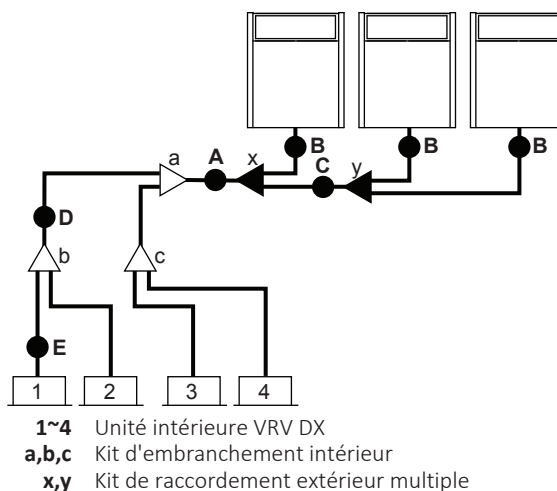 B
B
B
a
A
x
C
y
D
b
c
E
1
2
3
4
1~4 Unité intérieure VRV DX
a,b,c Kit d'embranchement intérieur
x,y Kit de raccordement extérieur multiple